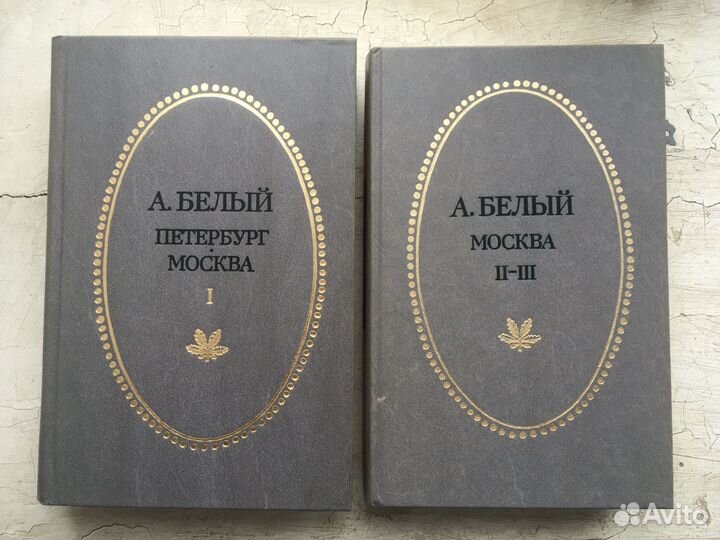 А. БЕЛЫЙ
ПЕТЕРБУРГ
·
МОСКВА
I
А. БЕЛЫЙ
МОСКВА
II–III
Avito